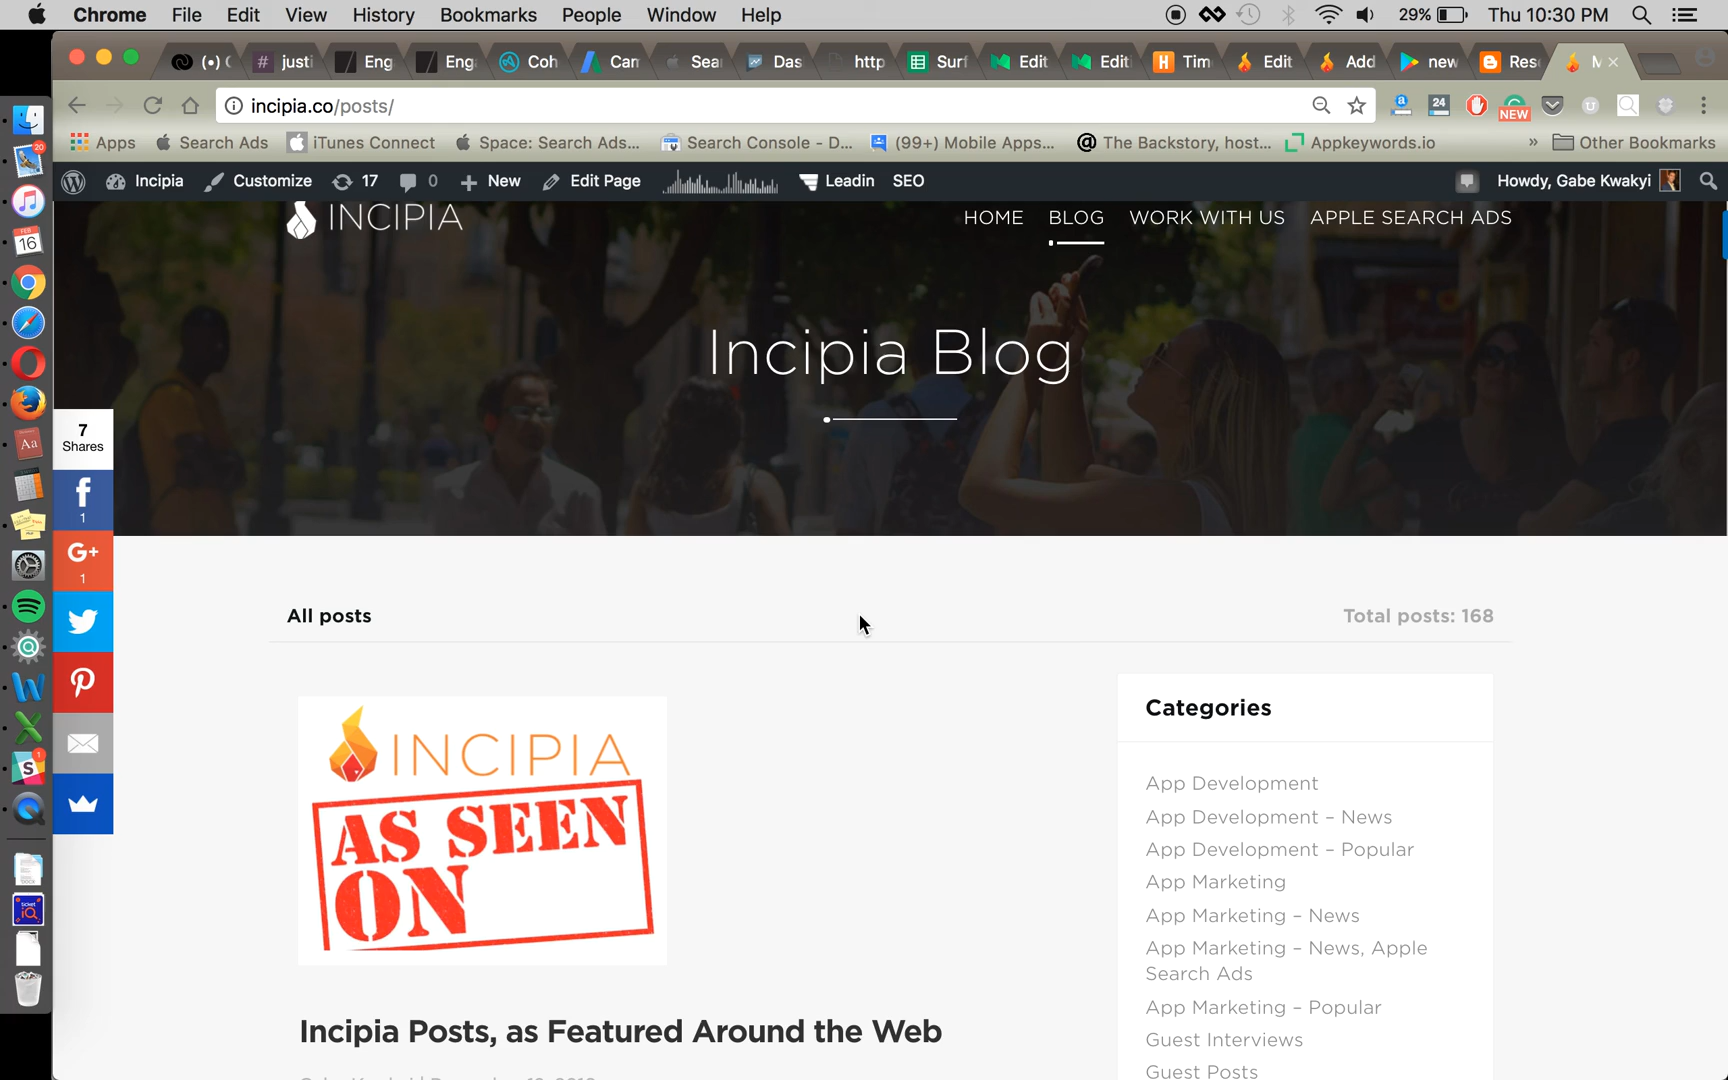 Chrome File Edit View History Bookmarks People Window Help 29% Thu 10:30 PM
(•) justi Eng Eng Coh Can Sea Das http Surf Edit Edit Tim Edit Add new Res
incipia.co/posts/ 24 NEW
Apps Search Ads iTunes Connect Space: Search Ads... Search Console - D... (99+) Mobile Apps... The Backstory, host... Appkeywords.io » Other Bookmarks
Incipia Customize 17 0 New Edit Page Leadin SEO Howdy, Gabe Kwakyi
INCIPIA HOME BLOG WORK WITH US APPLE SEARCH ADS
Incipia Blog
20
FEB
16
Aa
7
Shares
1
G+
1
All posts Total posts: 168
INCIPIA
AS SEEN
ON
Categories
App Development
App Development – News
App Development – Popular
App Marketing
App Marketing – News
App Marketing – News, Apple
Search Ads
App Marketing – Popular
Guest Interviews
Guest Posts
Incipia Posts, as Featured Around the Web